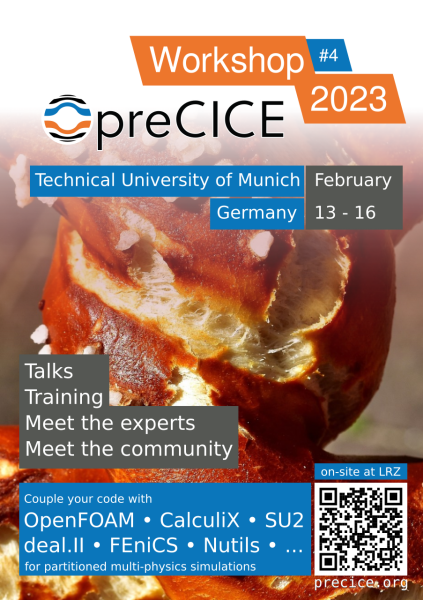 Workshop #4
2023
preCICE
Technical University of Munich February
Germany 13 - 16
Talks
Training
Meet the experts
Meet the community
on-site at LRZ
Couple your code with
OpenFOAM • CalculiX • SU2
deal.II • FEniCS • Nutils • ...
for partitioned multi-physics simulations
precice.org